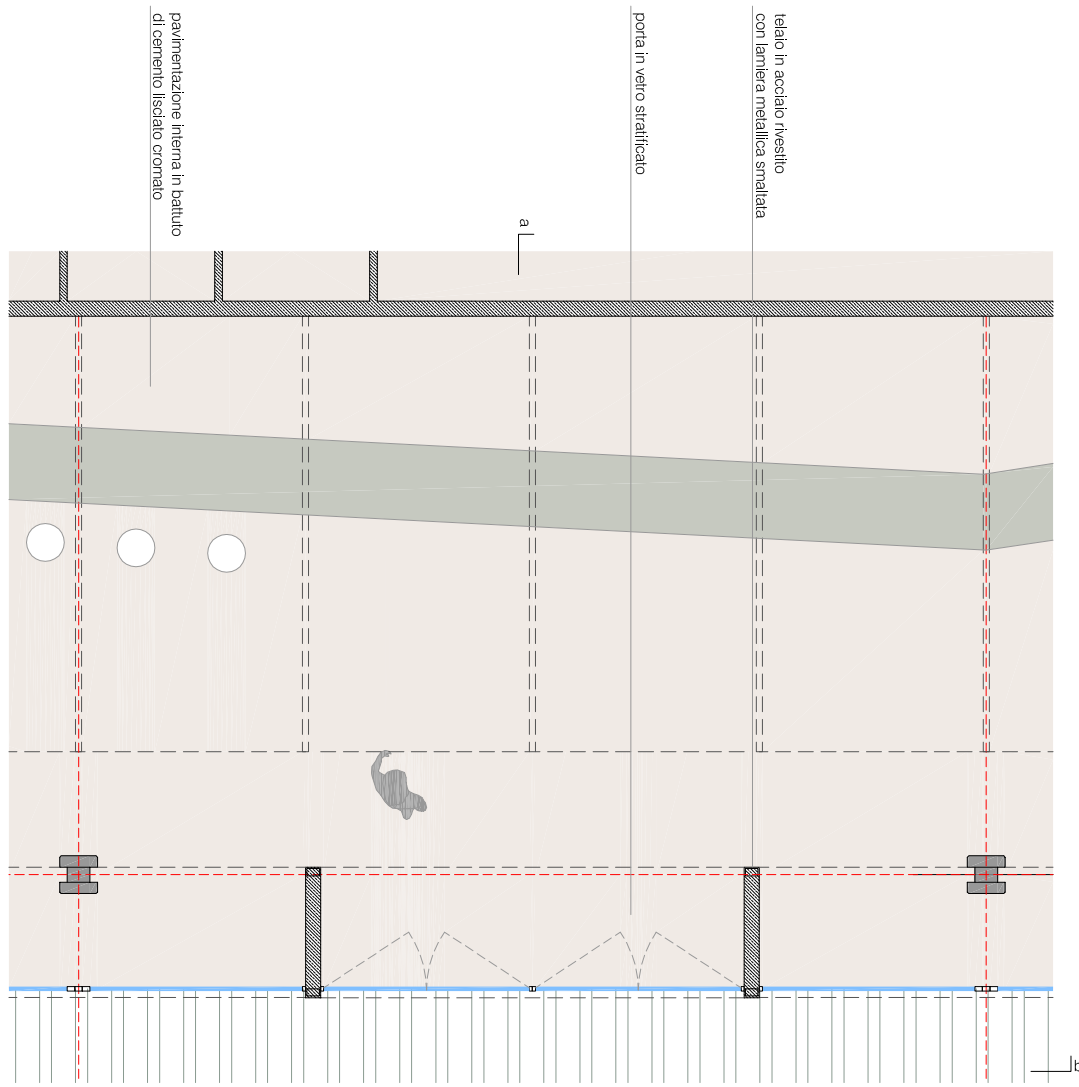 pavimentazione interna in battuto
di cemento lisciato cromato
porta in vetro stratificato
telaio in acciaio rivestito
con lamiera metallica smaltata
a
b